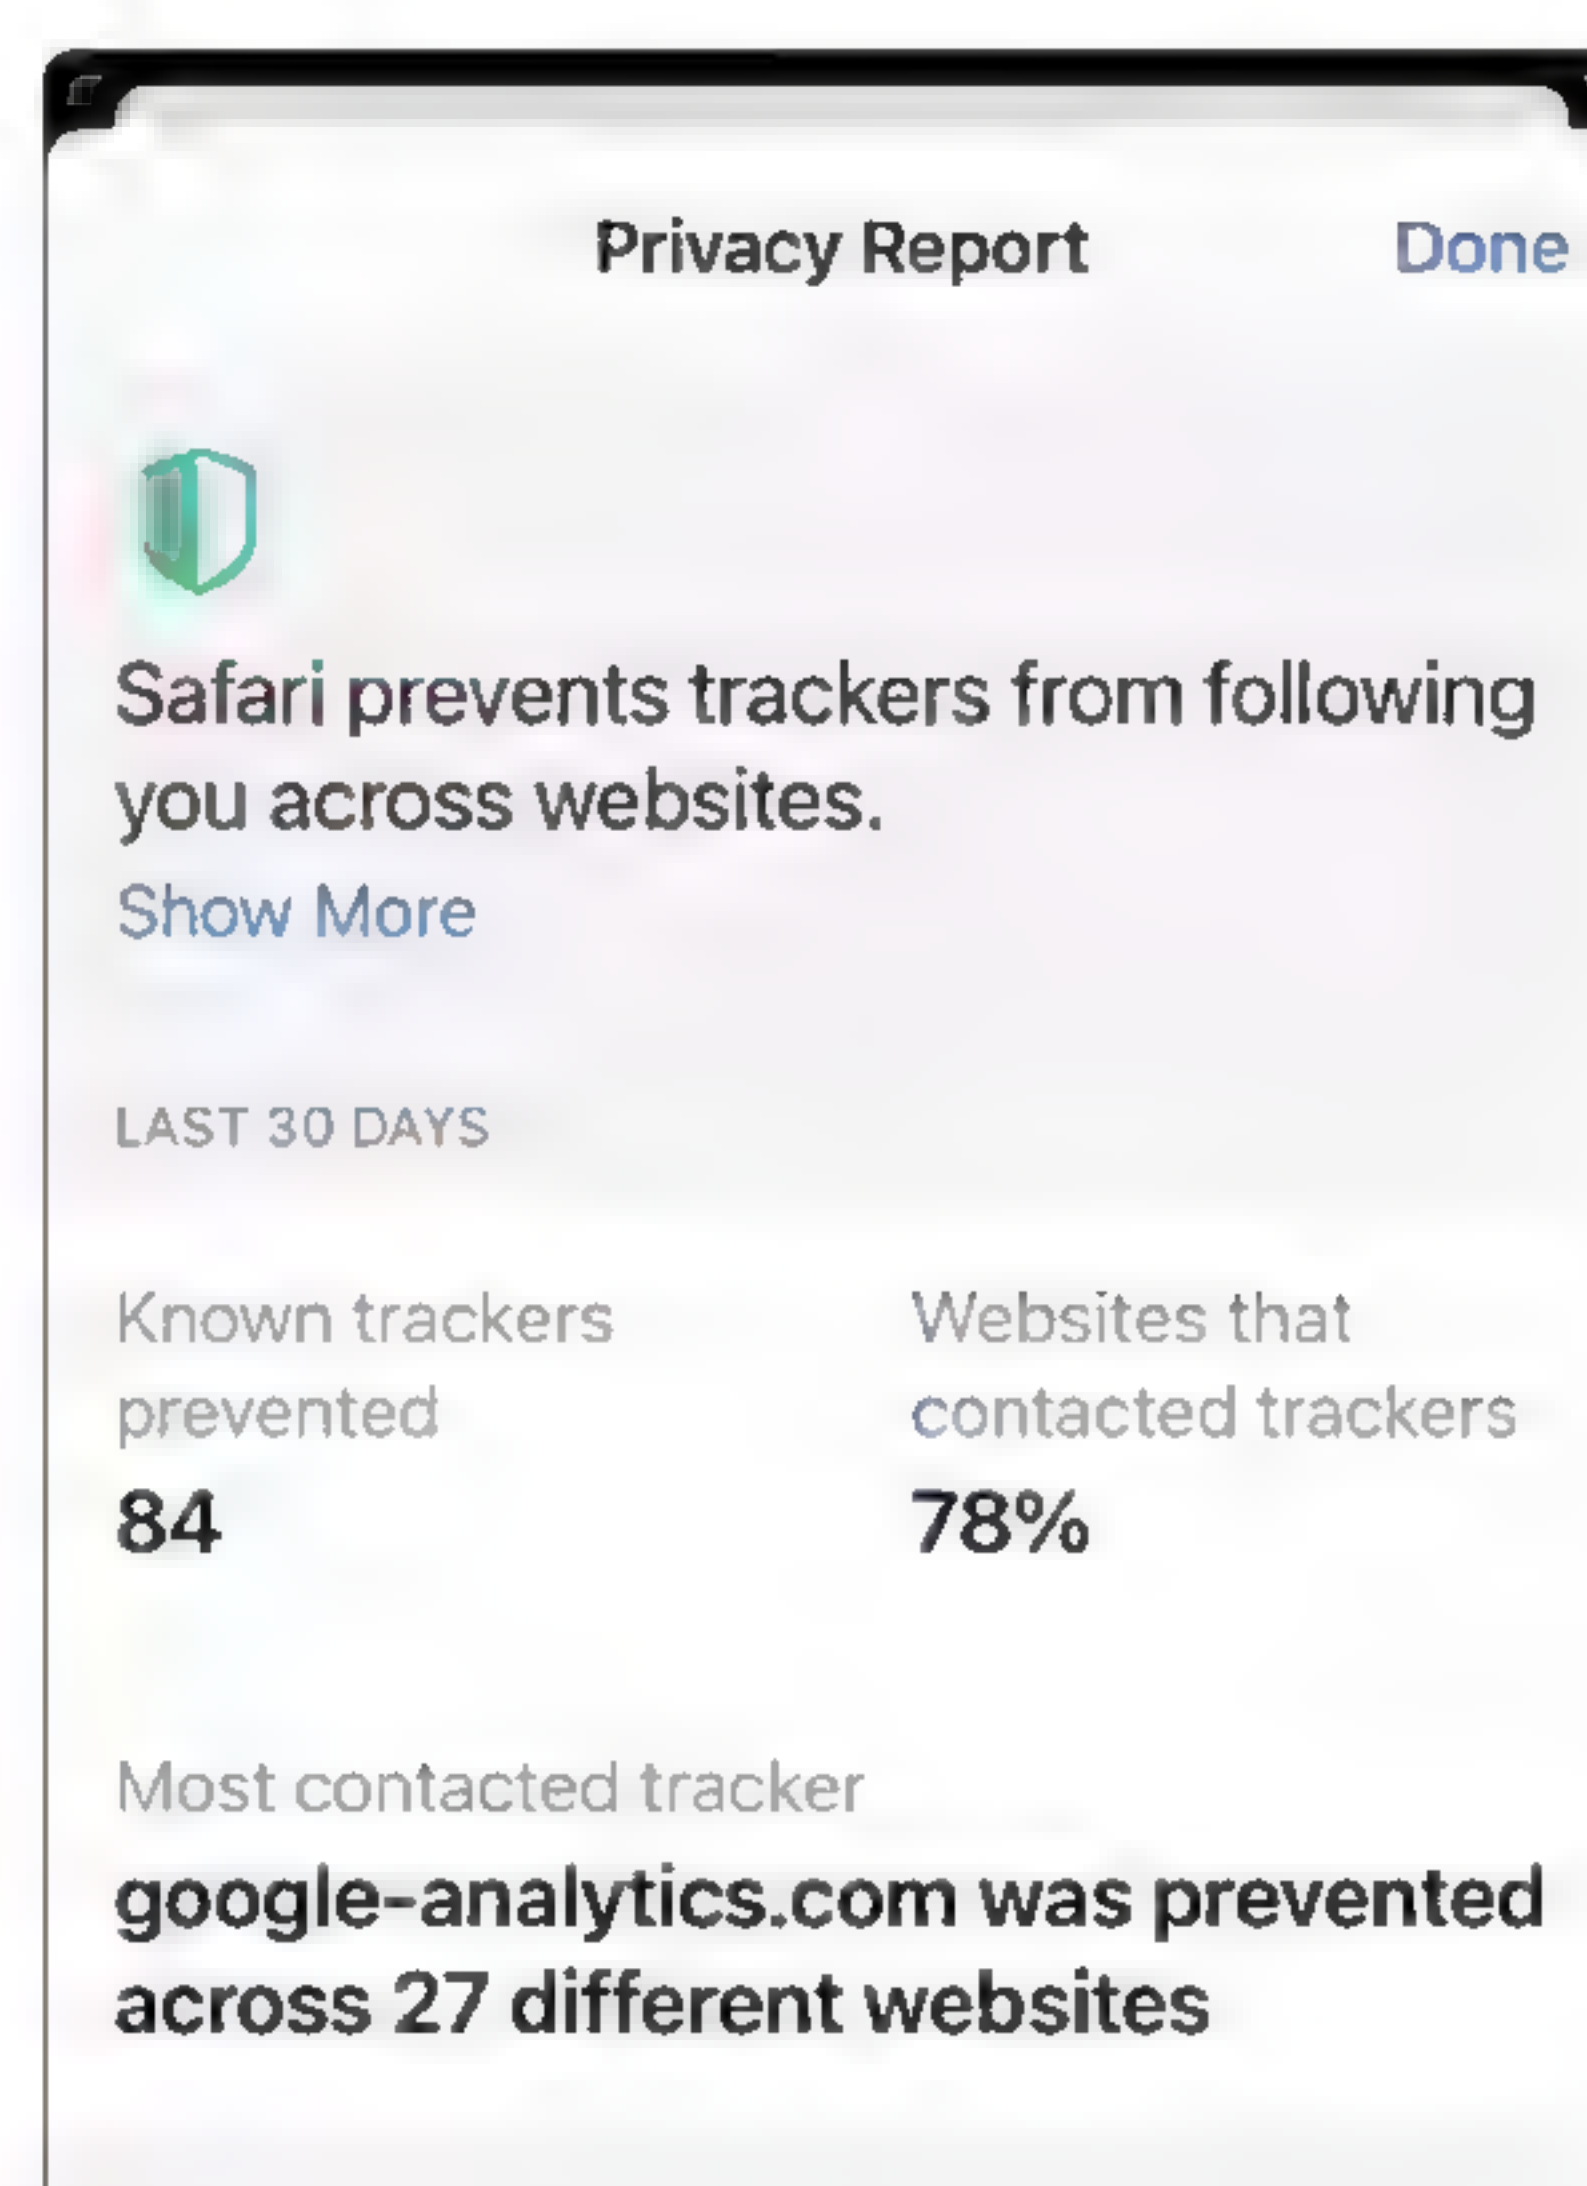 Privacy Report
Done
Safari prevents trackers from following
you across websites.
Show More
LAST 30 DAYS
Known trackers
prevented
84
Websites that
contacted trackers
78%
Most contacted tracker
google-analytics.com was prevented
across 27 different websites